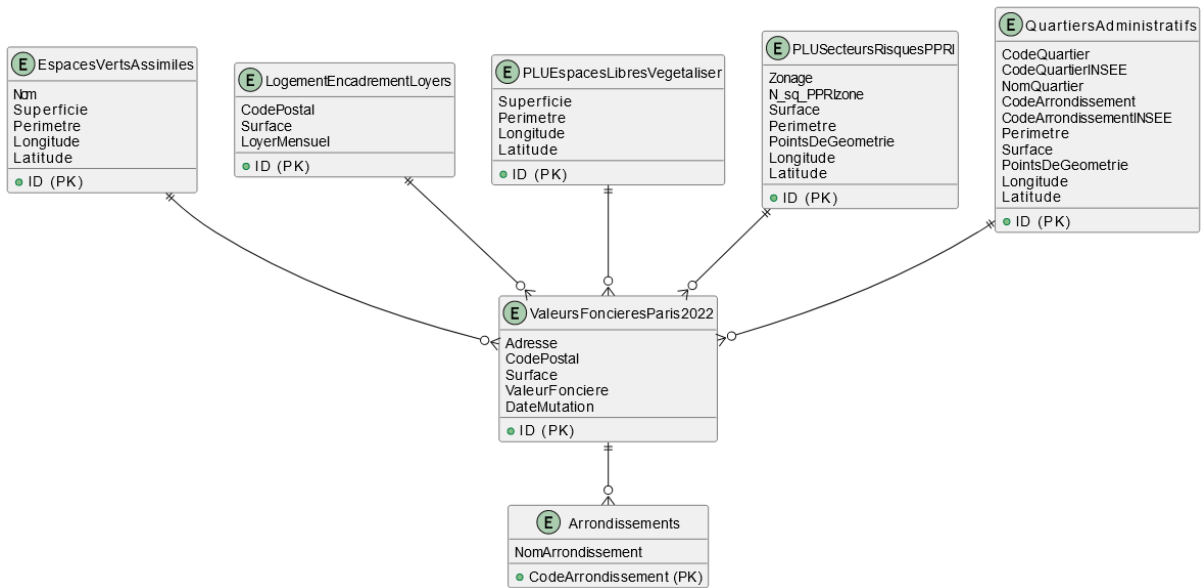 E EspacesVertsAssimiles
Nom
Superficie
Perimetre
Longitude
Latitude
ID (PK)
E LogementEncadrementLoyers
CodePostal
Surface
LoyerMensuel
ID (PK)
E PLUEspacesLibresVegetaliser
Superficie
Perimetre
Longitude
Latitude
ID (PK)
E PLUSecteursRisquesPPRI
Zonage
N_sq_PPRIzone
Surface
Perimetre
PointsDeGeometrie
Longitude
Latitude
ID (PK)
E QuartiersAdministratifs
CodeQuartier
CodeQuartierINSEE
NomQuartier
CodeArrondissement
CodeArrondissementINSEE
Perimetre
Surface
PointsDeGeometrie
Longitude
Latitude
ID (PK)
E ValeursFoncieresParis2022
Adresse
CodePostal
Surface
ValeurFonciere
DateMutation
ID (PK)
E Arrondissements
NomArrondissement
CodeArrondissement (PK)